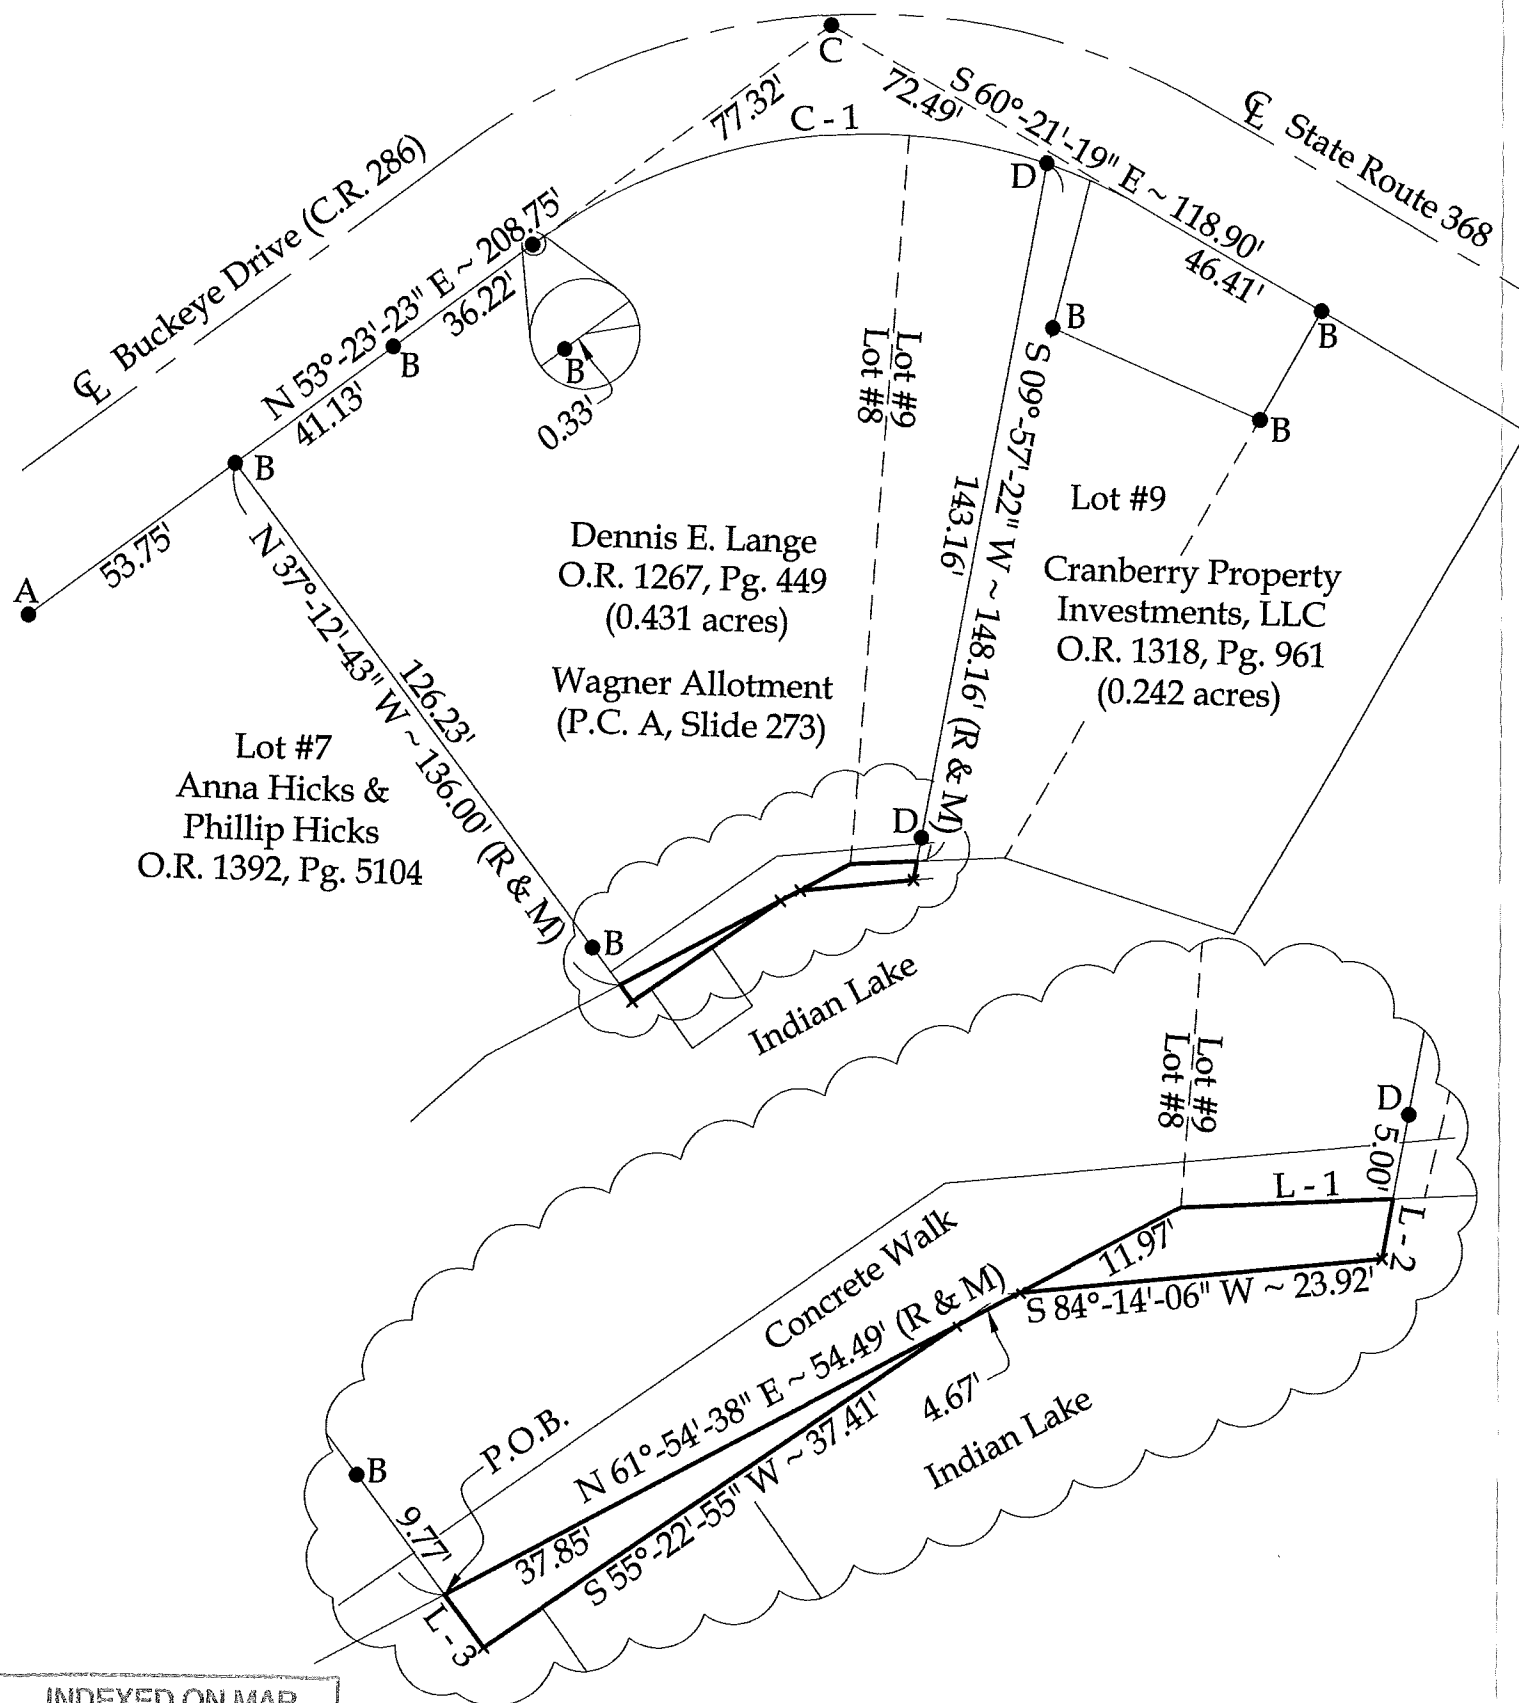 C
77.32'
72.49'
S 60°-21'-19" E ~ 118.90'
46.41'
℄ State Route 368
C - 1
℄ Buckeye Drive (C.R. 286)
D
N 53°-23'-23" E ~ 208.75'
36.22'
41.13'
B
B
0.33'
B
B
B
B
53.75'
A
Lot #9
Lot #8
S 09°-57'-22" W ~ 148.16' (R & M)
143.16'
N 37°-12'-43" W ~ 136.00' (R & M)
126.23'
Dennis E. Lange
O.R. 1267, Pg. 449
(0.431 acres)
Wagner Allotment
(P.C. A, Slide 273)
Lot #9
Cranberry Property
Investments, LLC
O.R. 1318, Pg. 961
(0.242 acres)
Lot #7
Anna Hicks &
Phillip Hicks
O.R. 1392, Pg. 5104
D
B
Indian Lake
Lot #9
Lot #8
D
5.00'
L - 1
L - 2
11.97'
S 84°-14'-06" W ~ 23.92'
Concrete Walk
N 61°-54'-38" E ~ 54.49' (R & M)
4.67'
Indian Lake
P.O.B.
B
9.77'
37.85'
S 55°-22'-55" W ~ 37.41'
L - 3
INDEXED ON MAP